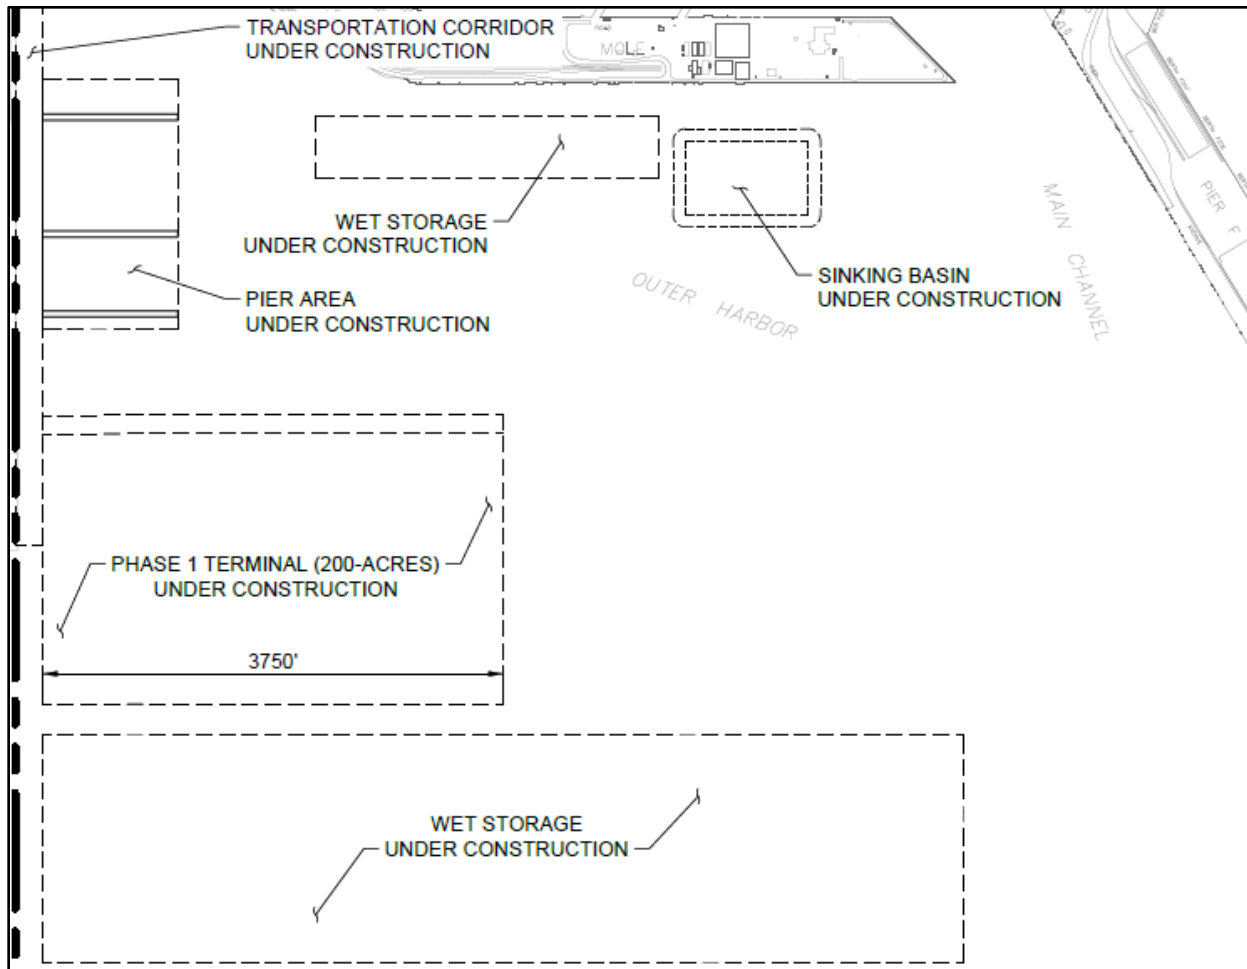 TRANSPORTATION CORRIDOR
UNDER CONSTRUCTION
MOLE
WET STORAGE
UNDER CONSTRUCTION
SINKING BASIN
UNDER CONSTRUCTION
PIER AREA
UNDER CONSTRUCTION
OUTER HARBOR
MAIN CHANNEL
PIER F
PHASE 1 TERMINAL (200-ACRES)
UNDER CONSTRUCTION
3750'
WET STORAGE
UNDER CONSTRUCTION